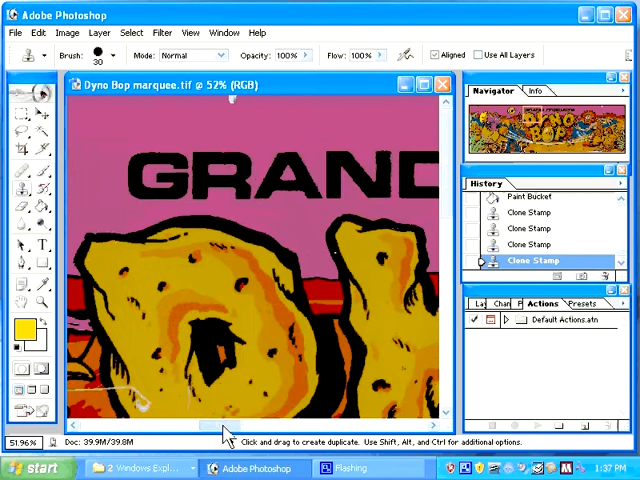 Adobe Photoshop
File Edit Image Layer Select Filter View Window Help
Brush: 30 Mode: Normal Opacity: 100% Flow: 100% Aligned Use All Layers
Dyno Bop marquee.tif @ 52% (RGB)
GRAND
Navigator Info
DYNO
BOP
History
Paint Bucket
Clone Stamp
Clone Stamp
Clone Stamp
Clone Stamp
Lay Chan P Actions Presets
Default Actions.atn
51.96% Doc: 39.9M/39.8M Click and drag to create duplicate. Use Shift, Alt, and Ctrl for additional options.
start 2 Windows Expl... Adobe Photoshop Flashing 1:37 PM